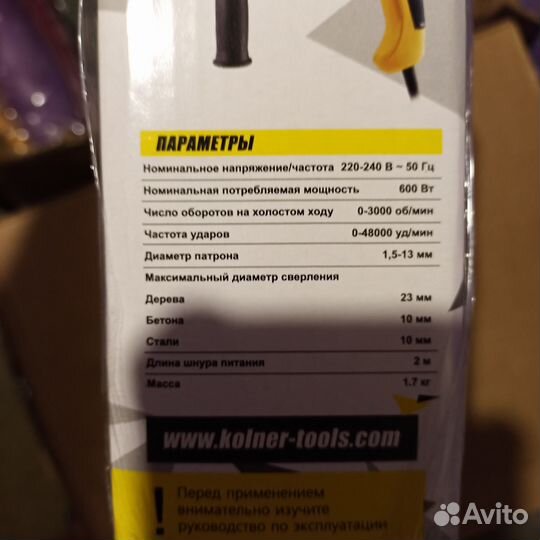 ПАРАМЕТРЫ
Номинальное напряжение/частота 220-240 В ~ 50 Гц
Номинальная потребляемая мощность 600 Вт
Число оборотов на холостом ходу 0-3000 об/мин
Частота ударов 0-48000 уд/мин
Диаметр патрона 1,5-13 мм
Максимальный диаметр сверления
Дерева 23 мм
Бетона 10 мм
Стали 10 мм
Длина шнура питания 2 м
Масса 1.7 кг
www.kolner-tools.com
! Перед применением
внимательно изучите
руководство по эксплуатации
Avito